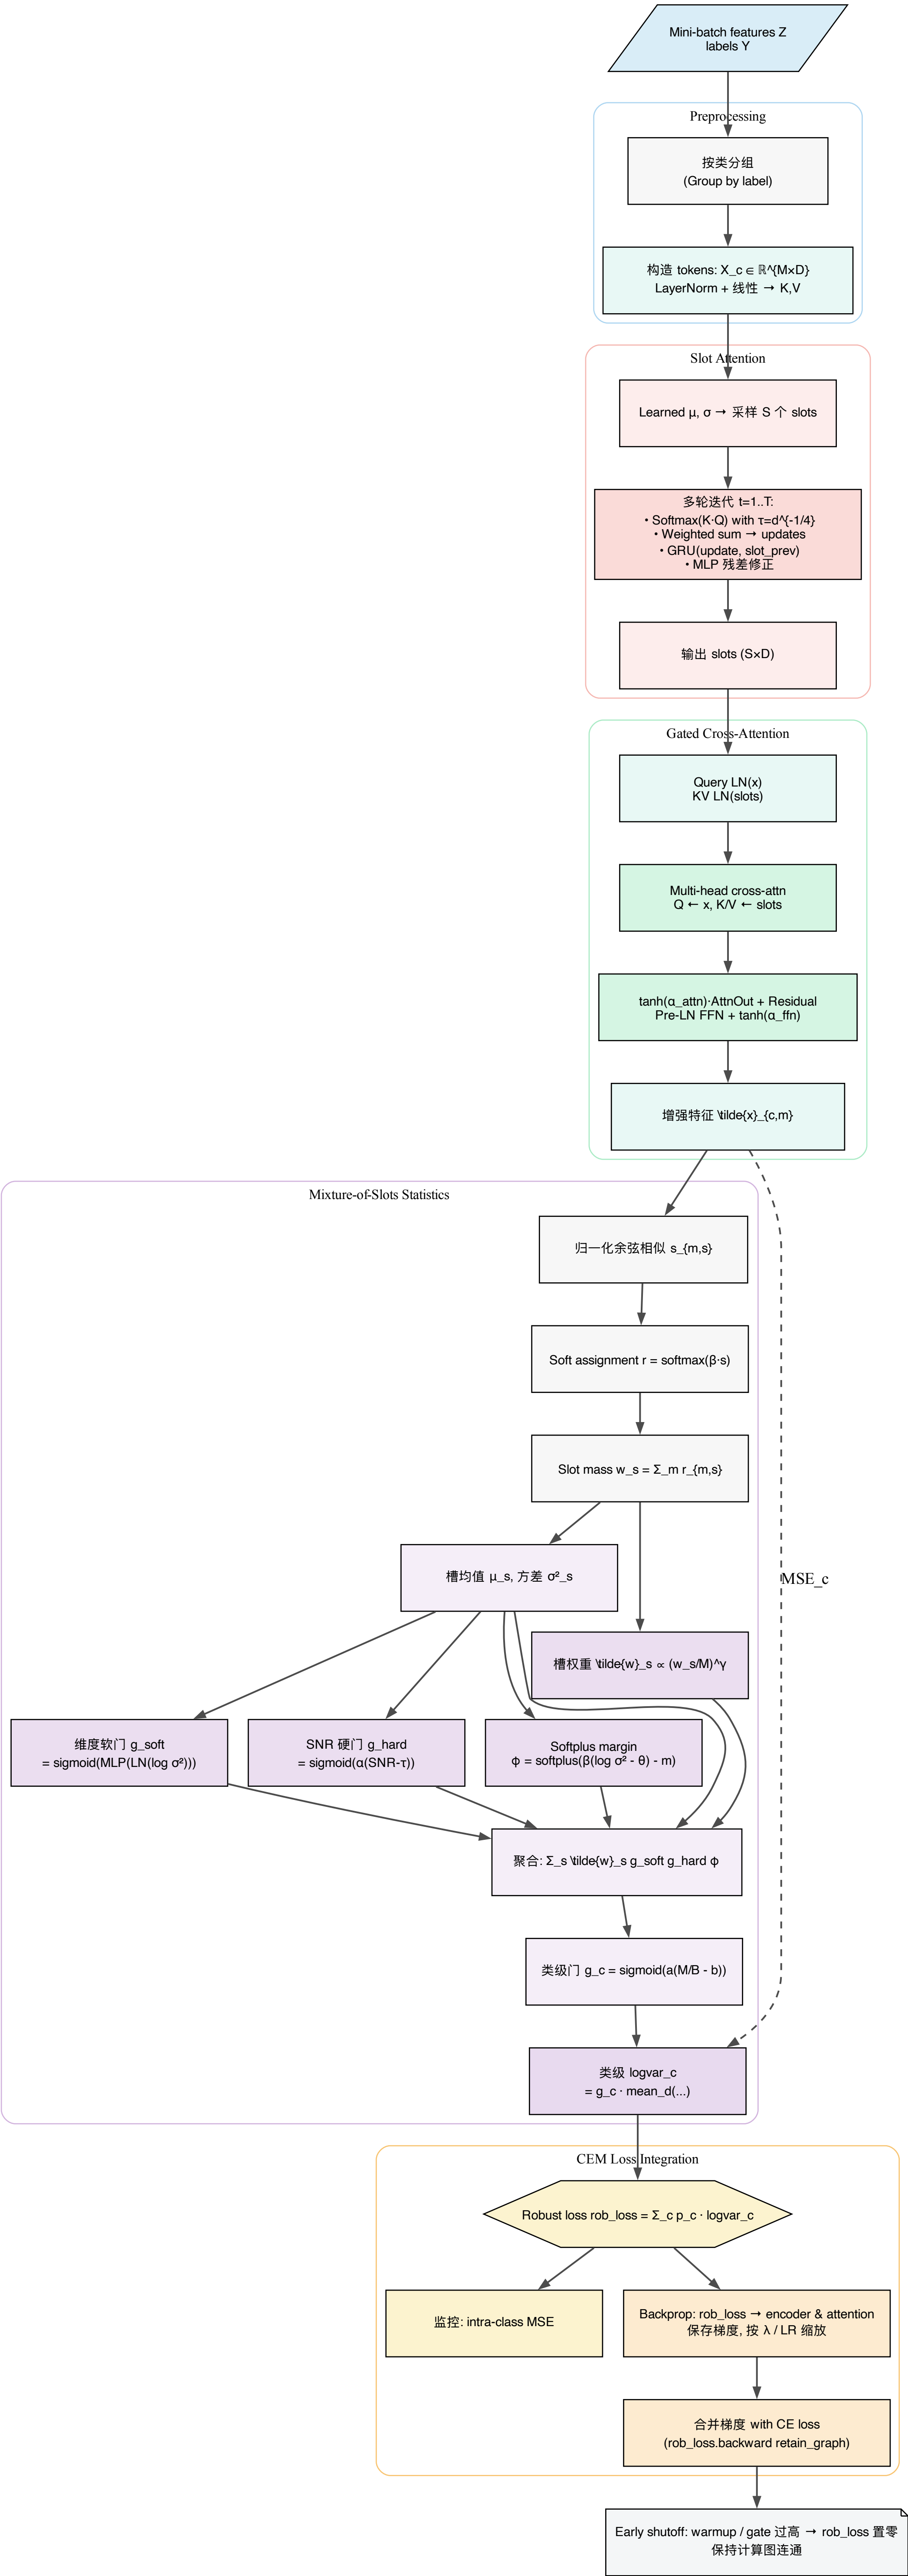 Mini-batch features Z
labels Y
Preprocessing
按类分组
(Group by label)
构造 tokens: X_c ∈ ℝ^{M×D}
LayerNorm + 线性 → K,V
Slot Attention
Learned μ, σ → 采样 S 个 slots
多轮迭代 t=1..T:
• Softmax(K·Q) with τ=d^{-1/4}
• Weighted sum → updates
• GRU(update, slot_prev)
• MLP 残差修正
输出 slots (S×D)
Gated Cross-Attention
Query LN(x)
KV LN(slots)
Multi-head cross-attn
Q ← x, K/V ← slots
tanh(α_attn)·AttnOut + Residual
Pre-LN FFN + tanh(α_ffn)
增强特征 \tilde{x}_{c,m}
Mixture-of-Slots Statistics
归一化余弦相似 s_{m,s}
Soft assignment r = softmax(β·s)
Slot mass w_s = Σ_m r_{m,s}
槽均值 μ_s, 方差 σ²_s
MSE_c
槽权重 \tilde{w}_s ∝ (w_s/M)^γ
维度软门 g_soft
= sigmoid(MLP(LN(log σ²)))
SNR 硬门 g_hard
= sigmoid(α(SNR-τ))
Softplus margin
φ = softplus(β(log σ² - θ) - m)
聚合: Σ_s \tilde{w}_s g_soft g_hard φ
类级门 g_c = sigmoid(a(M/B - b))
类级 logvar_c
= g_c · mean_d(...)
CEM Loss Integration
Robust loss rob_loss = Σ_c p_c · logvar_c
监控: intra-class MSE
Backprop: rob_loss → encoder & attention
保存梯度, 按 λ / LR 缩放
合并梯度 with CE loss
(rob_loss.backward retain_graph)
Early shutoff: warmup / gate 过高 → rob_loss 置零
保持计算图连通